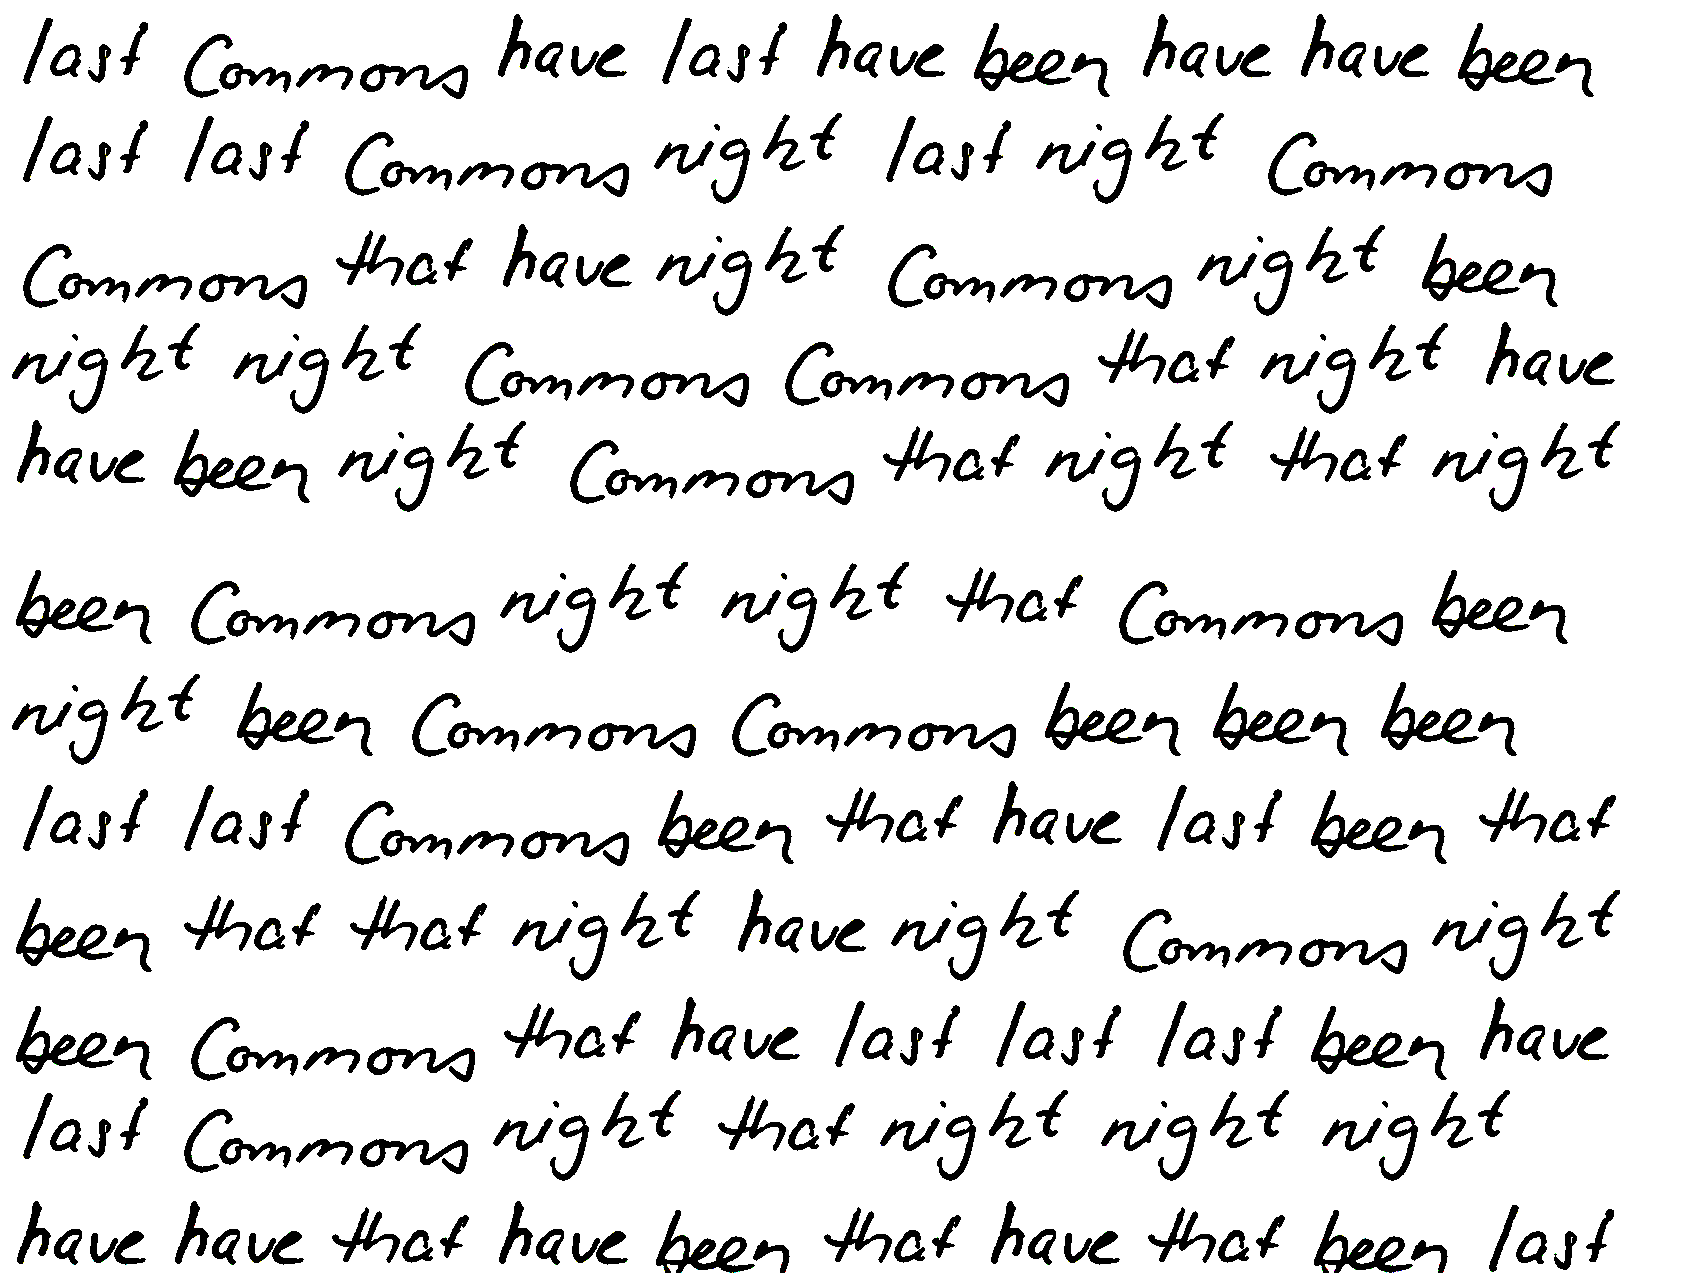 last Commons have last have been have have been
last last Commons night last night Commons
Commons that have night Commons night been
night night Commons Commons that night have
have been night Commons that night that night
been Commons night night that Commons been
night been Commons Commons been been been
last last Commons been that have last been that
been that that night have night Commons night
been Commons that have last last last been have
last Commons night that night night night
have have that have been that have that been last